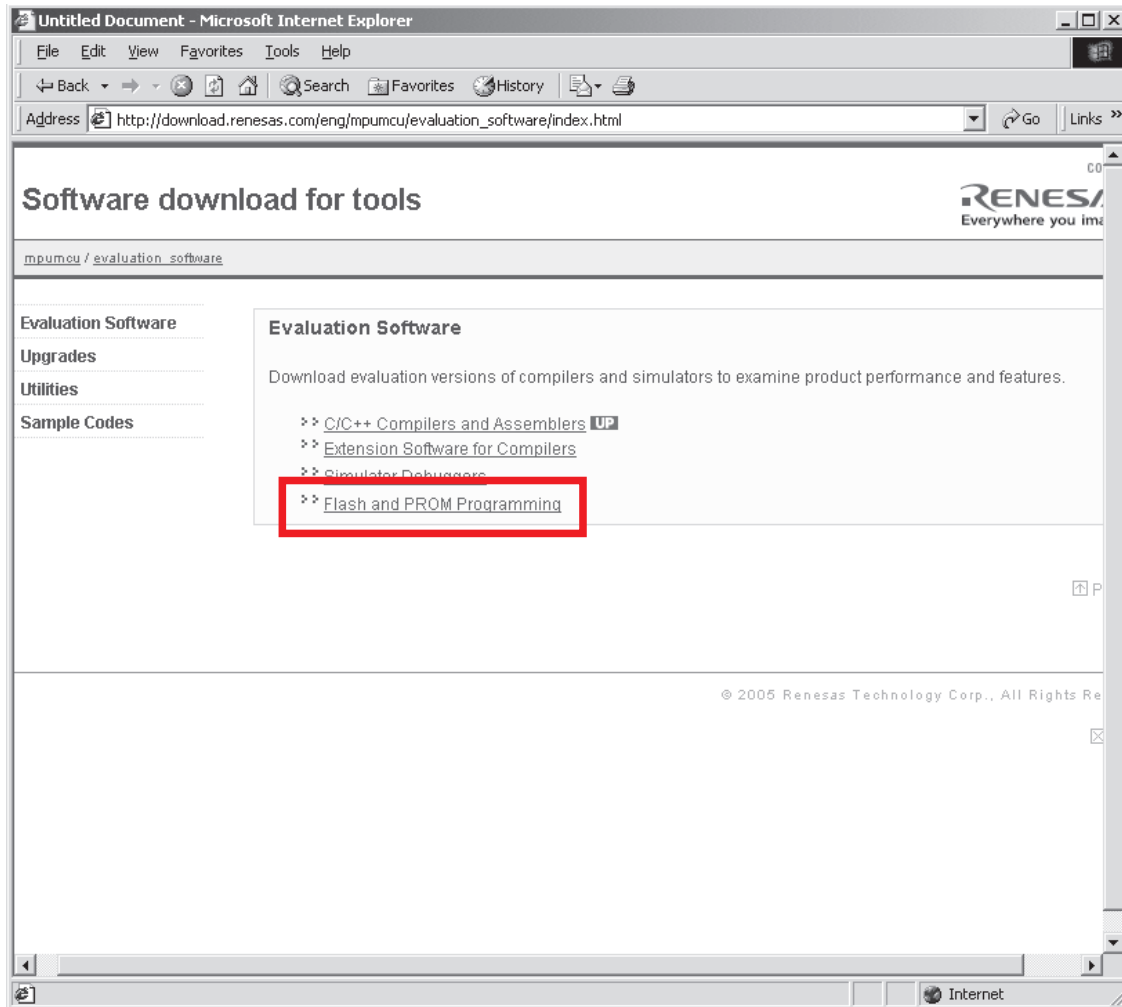 Untitled Document - Microsoft Internet Explorer
File Edit View Favorites Tools Help
Back Search Favorites History
Address http://download.renesas.com/eng/mpumcu/evaluation_software/index.html Go Links »
CO
Software download for tools
RENESA
Everywhere you ima
mpumcu / evaluation_software
Evaluation Software
Upgrades
Utilities
Sample Codes
Evaluation Software
Download evaluation versions of compilers and simulators to examine product performance and features.
C/C++ Compilers and Assemblers UP
Extension Software for Compilers
Simulator Debuggers
Flash and PROM Programming
P
© 2005 Renesas Technology Corp., All Rights Re
Internet